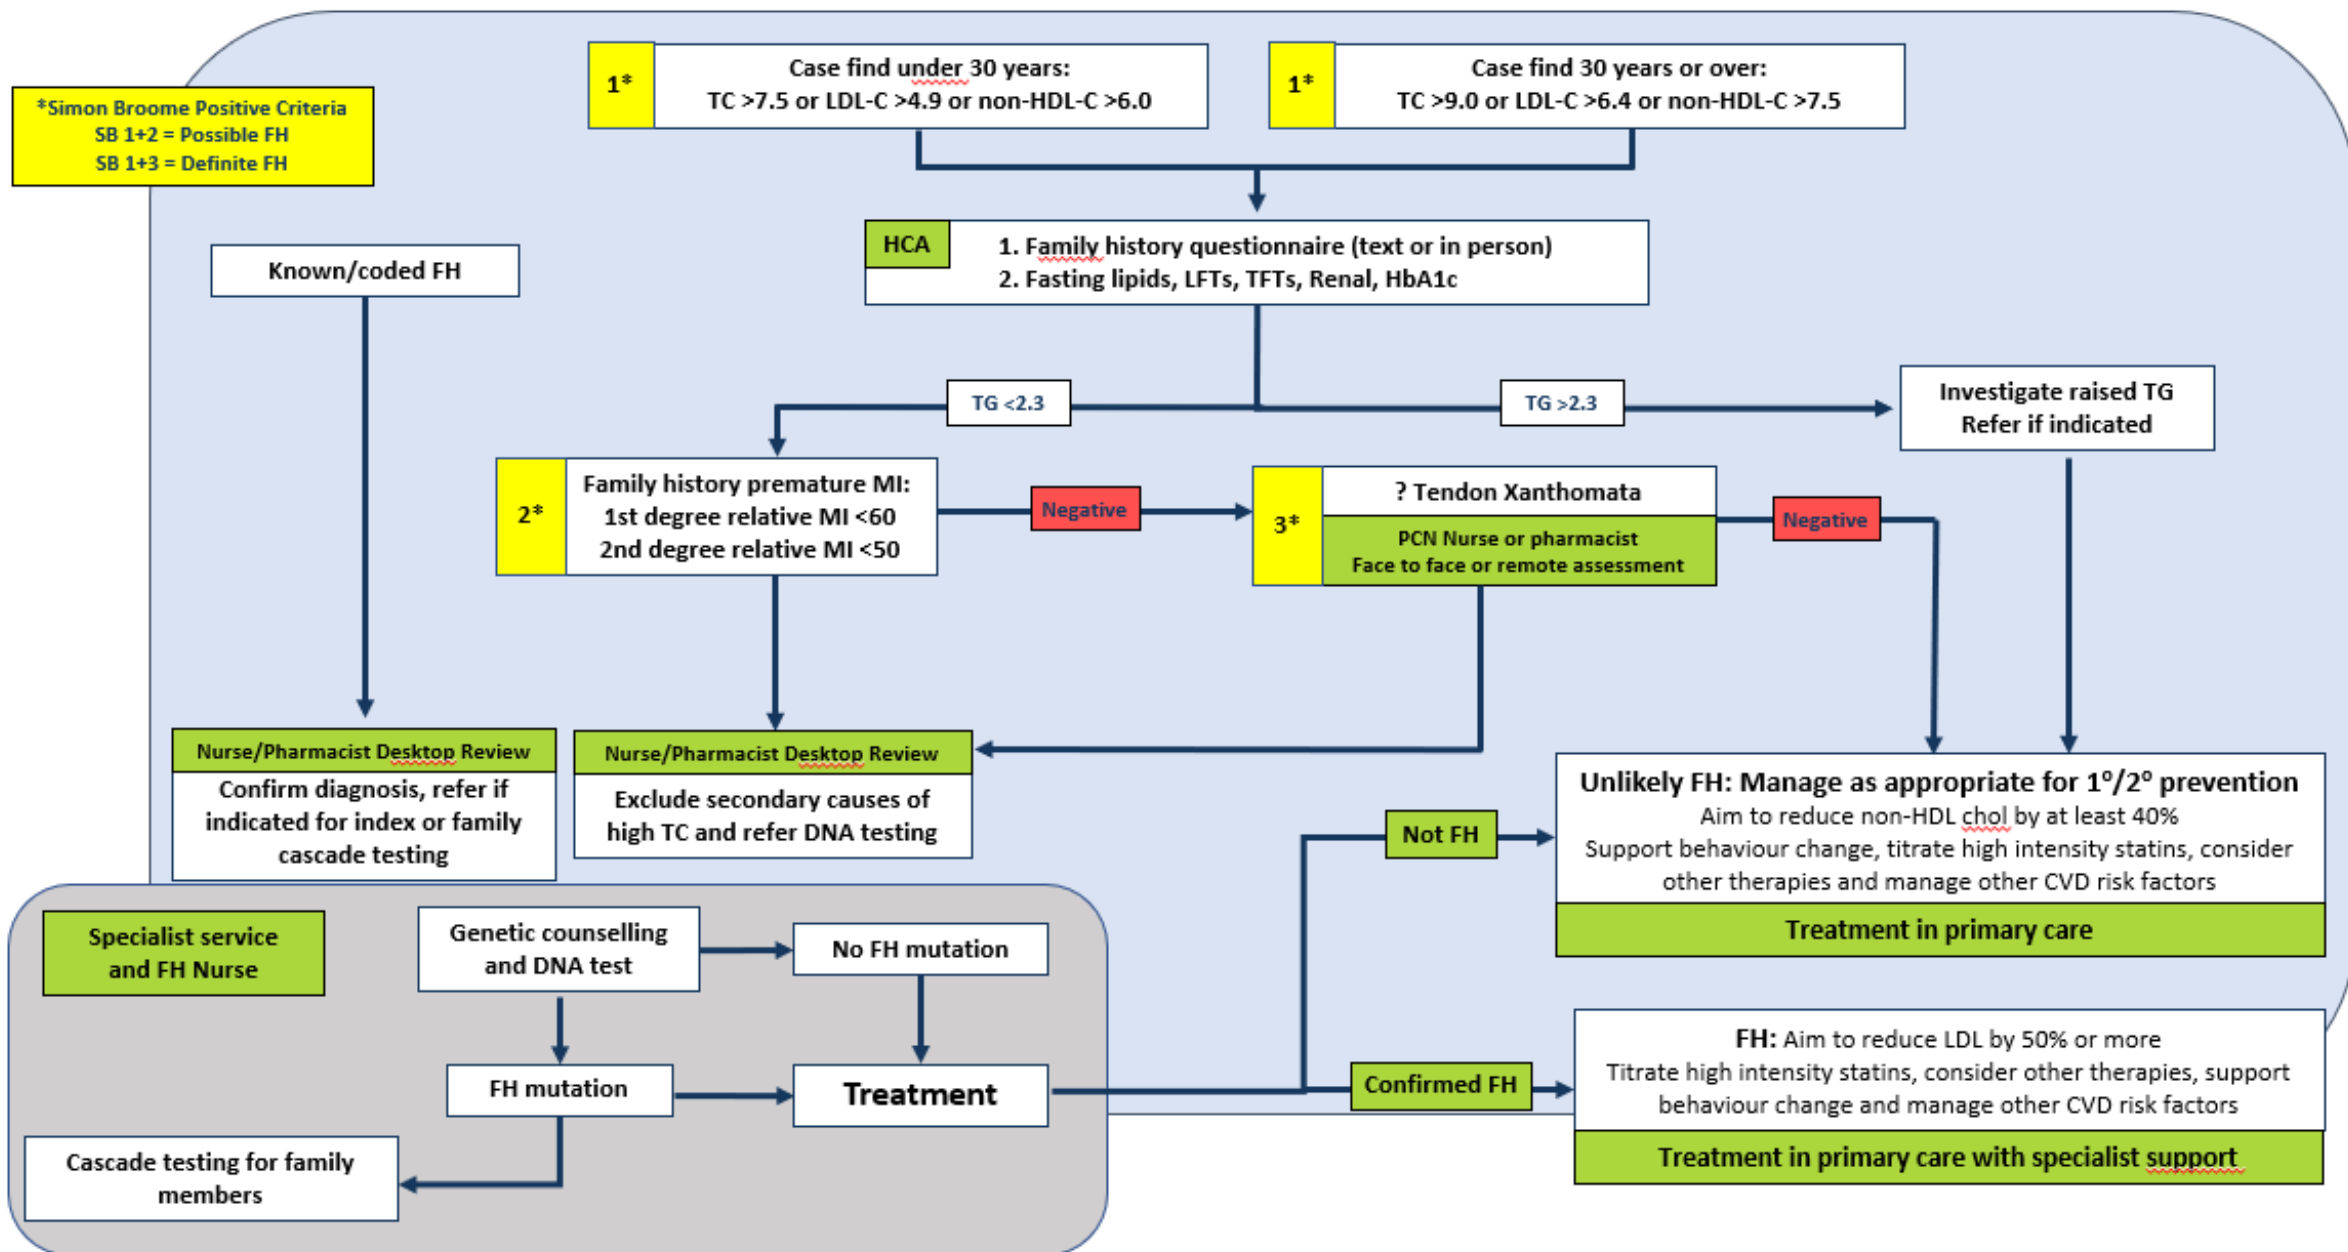 *Simon Broome Positive Criteria
SB 1+2 = Possible FH
SB 1+3 = Definite FH
1*
Case find under 30 years:
TC >7.5 or LDL-C >4.9 or non-HDL-C >6.0
1*
Case find 30 years or over:
TC >9.0 or LDL-C >6.4 or non-HDL-C >7.5
HCA
1. Family history questionnaire (text or in person)
2. Fasting lipids, LFTs, TFTs, Renal, HbA1c
Known/coded FH
TG <2.3
TG >2.3
Investigate raised TG
Refer if indicated
2*
Family history premature MI:
1st degree relative MI <60
2nd degree relative MI <50
Negative
3*
? Tendon Xanthomata
PCN Nurse or pharmacist
Face to face or remote assessment
Negative
Nurse/Pharmacist Desktop Review
Confirm diagnosis, refer if
indicated for index or family
cascade testing
Nurse/Pharmacist Desktop Review
Exclude secondary causes of
high TC and refer DNA testing
Unlikely FH: Manage as appropriate for 1º/2º prevention
Aim to reduce non-HDL chol by at least 40%
Support behaviour change, titrate high intensity statins, consider
other therapies and manage other CVD risk factors
Treatment in primary care
Not FH
Specialist service
and FH Nurse
Genetic counselling
and DNA test
No FH mutation
FH mutation
Treatment
Cascade testing for family
members
Confirmed FH
FH: Aim to reduce LDL by 50% or more
Titrate high intensity statins, consider other therapies, support
behaviour change and manage other CVD risk factors
Treatment in primary care with specialist support